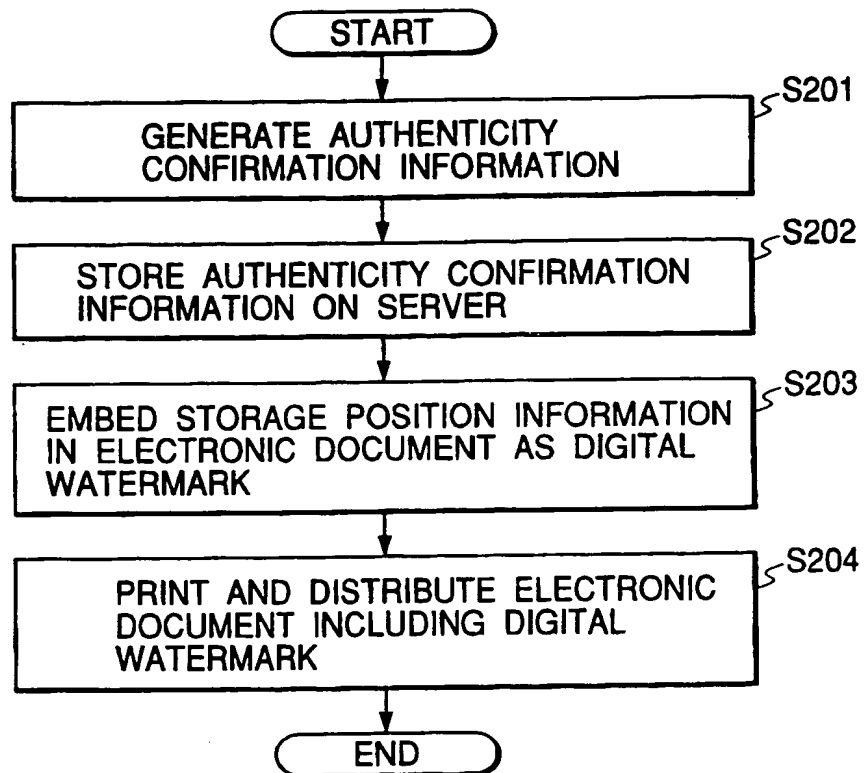 START
S201
GENERATE AUTHENTICITY
CONFIRMATION INFORMATION
S202
STORE AUTHENTICITY CONFIRMATION
INFORMATION ON SERVER
S203
EMBED STORAGE POSITION INFORMATION
IN ELECTRONIC DOCUMENT AS DIGITAL
WATERMARK
S204
PRINT AND DISTRIBUTE ELECTRONIC
DOCUMENT INCLUDING DIGITAL
WATERMARK
END